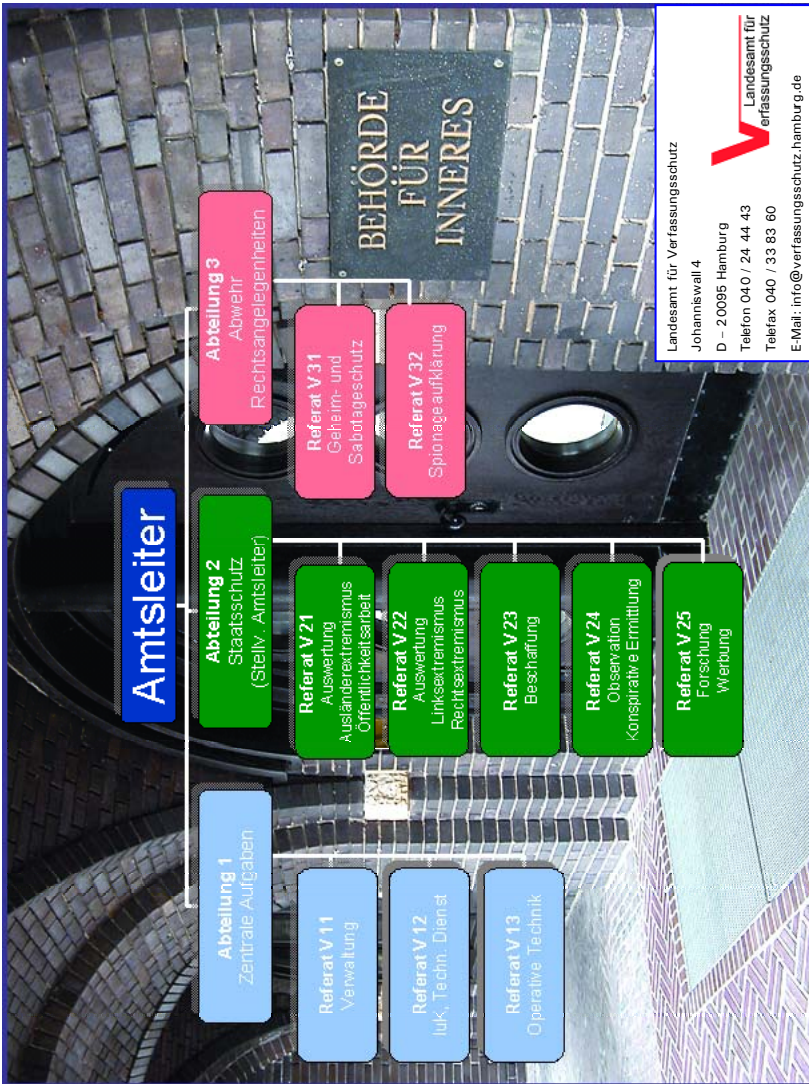 Amtsleiter
Abteilung 1
Zentrale Aufgaben
Referat V 11
Verwaltung
Referat V 12
IuK, Techn. Dienst
Referat V 13
Operative Technik
Abteilung 2
Staatsschutz
(Stellv. Amtsleiter)
Referat V 21
Auswertung
Ausländerextremismus
Öffentlichkeitsarbeit
Referat V 22
Auswertung
Linksextremismus
Rechtsextremismus
Referat V 23
Beschaffung
Referat V 24
Observation
Konspirative Ermittlung
Referat V 25
Forschung
Werbung
Abteilung 3
Abwehr
Rechtsangelegenheiten
Referat V 31
Geheim- und
Sabotageschutz
Referat V 32
Spionageaufklärung
BEHÖRDE
FÜR
INNERES
Landesamt für Verfassungsschutz
Johanniswall 4
D – 20095 Hamburg
Telefon 040 / 24 44 43
Telefax 040 / 33 83 60
E-Mail: info@verfassungsschutz.hamburg.de
Landesamt für
Verfassungsschutz